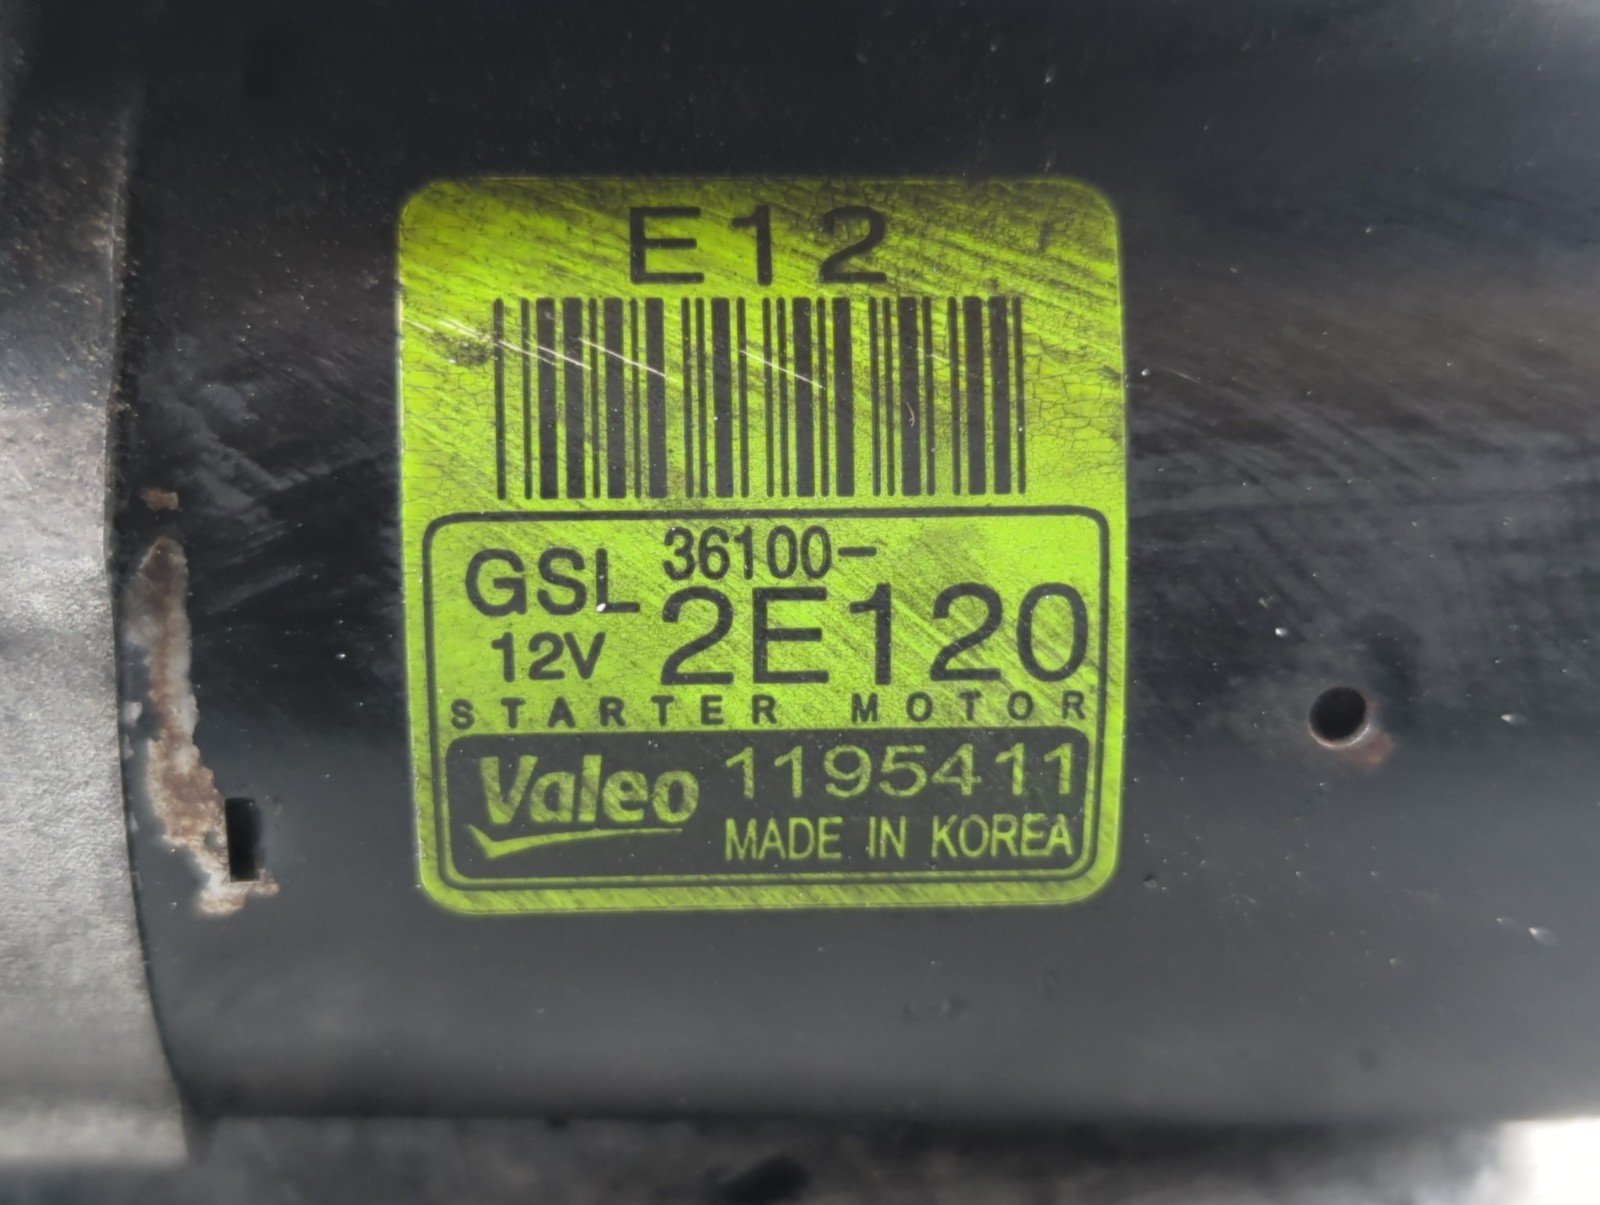 E12
GSL 36100-
12V 2E120
STARTER MOTOR
Valeo 1195411
MADE IN KOREA